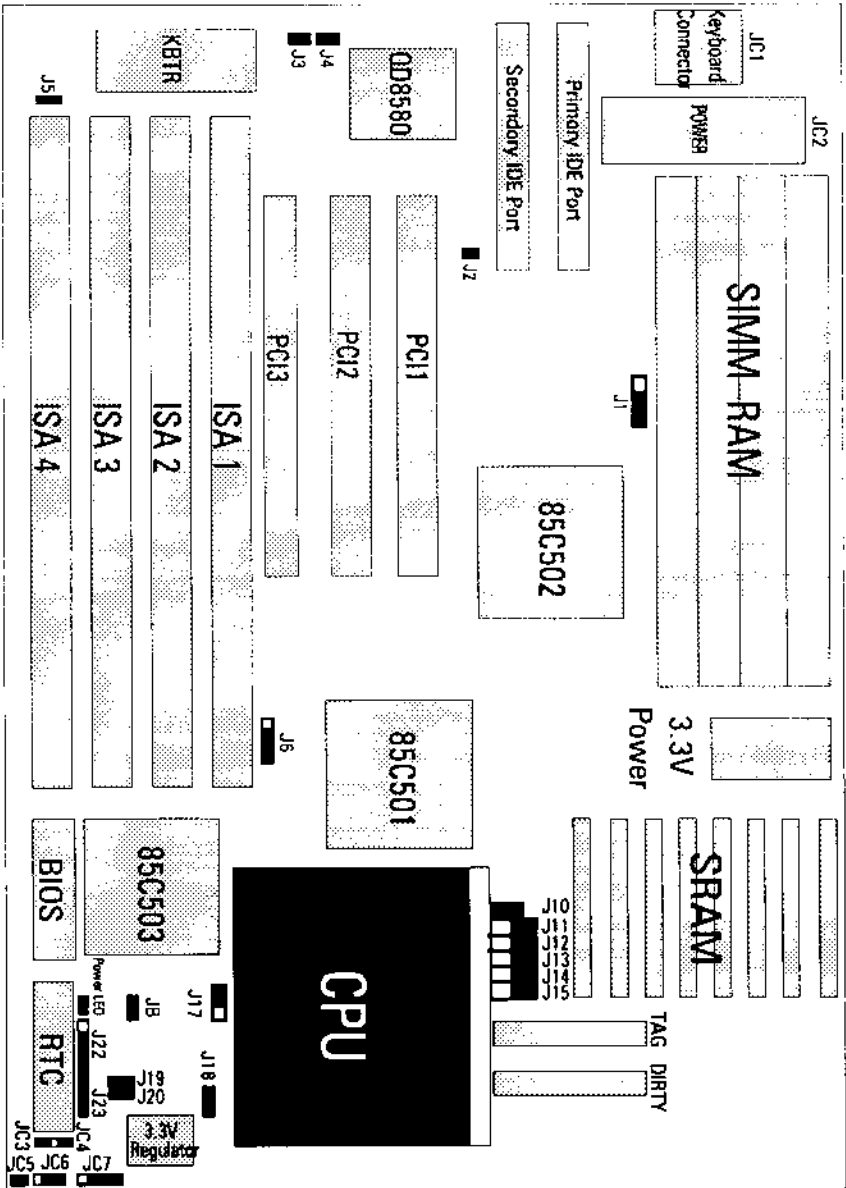 JC1
Keyboard
Connector
JC2
POWER
Primary IDE Port
Secondary IDE Port
QD8580
J4
J3
KBTR
J5
J2
SIMM RAM
J1
PCI1
PCI2
PCI3
ISA 1
ISA 2
ISA 3
ISA 4
85C502
3.3V
Power
J6
85C501
SRAM
85C503
BIOS
CPU
J10
J11
J12
J13
J14
J15
TAG
DIRTY
Power LED
J8
J17
J18
J22
J23
J19
J20
RTC
3.3V
Regulator
JC3
JC4
JC5
JC6
JC7